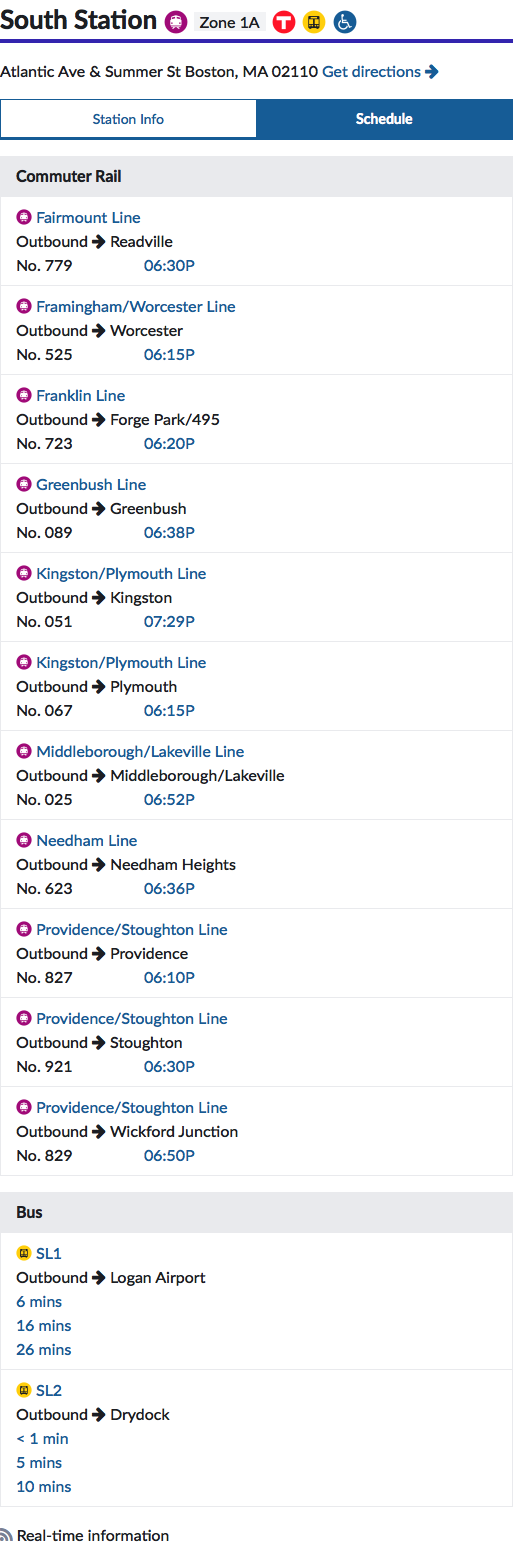 South Station Zone 1A T
Atlantic Ave & Summer St Boston, MA 02110 Get directions
Station Info Schedule
Commuter Rail
Fairmount Line
Outbound Readville
No. 779 06:30P
Framingham/Worcester Line
Outbound Worcester
No. 525 06:15P
Franklin Line
Outbound Forge Park/495
No. 723 06:20P
Greenbush Line
Outbound Greenbush
No. 089 06:38P
Kingston/Plymouth Line
Outbound Kingston
No. 051 07:29P
Kingston/Plymouth Line
Outbound Plymouth
No. 067 06:15P
Middleborough/Lakeville Line
Outbound Middleborough/Lakeville
No. 025 06:52P
Needham Line
Outbound Needham Heights
No. 623 06:36P
Providence/Stoughton Line
Outbound Providence
No. 827 06:10P
Providence/Stoughton Line
Outbound Stoughton
No. 921 06:30P
Providence/Stoughton Line
Outbound Wickford Junction
No. 829 06:50P
Bus
SL1
Outbound Logan Airport
6 mins
16 mins
26 mins
SL2
Outbound Drydock
< 1 min
5 mins
10 mins
Real-time information